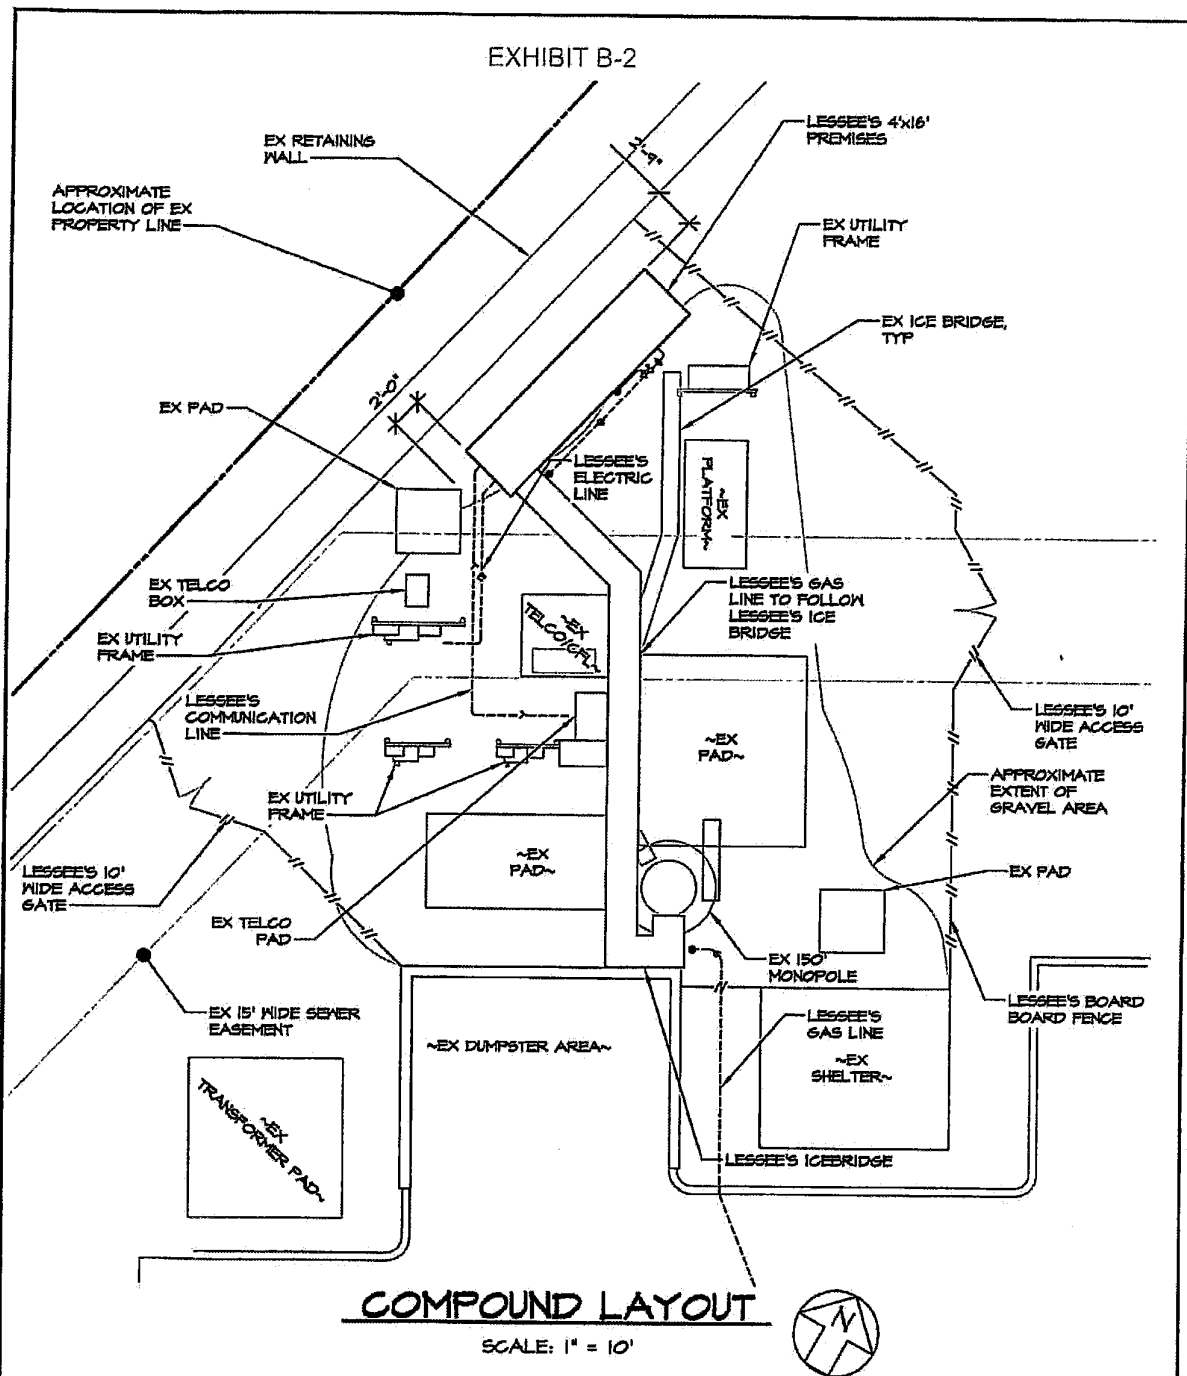 EXHIBIT B-2
EX RETAINING
WALL
APPROXIMATE
LOCATION OF EX
PROPERTY LINE
2'-9"
LESSEE'S 4'x16'
PREMISES
EX UTILITY
FRAME
EX ICE BRIDGE,
TYP
EX PAD
2'-0"
LESSEE'S
ELECTRIC
LINE
~EX
PLATFORM~
EX TELCO
BOX
EX UTILITY
FRAME
~EX
TELCO/CFL~
LESSEE'S GAS
LINE TO FOLLOW
LESSEE'S ICE
BRIDGE
LESSEE'S
COMMUNICATION
LINE
LESSEE'S 10'
WIDE ACCESS
GATE
~EX
PAD~
APPROXIMATE
EXTENT OF
GRAVEL AREA
EX UTILITY
FRAME
~EX
PAD~
LESSEE'S 10'
WIDE ACCESS
GATE
EX PAD
EX TELCO
PAD
EX 150'
MONOPOLE
EX 15' WIDE SEWER
EASEMENT
LESSEE'S
GAS LINE
LESSEE'S BOARD
BOARD FENCE
~EX DUMPSTER AREA~
~EX
SHELTER~
~EX
TRANSFORMER PAD~
LESSEE'S ICEBRIDGE
COMPOUND LAYOUT
SCALE: 1" = 10'
N